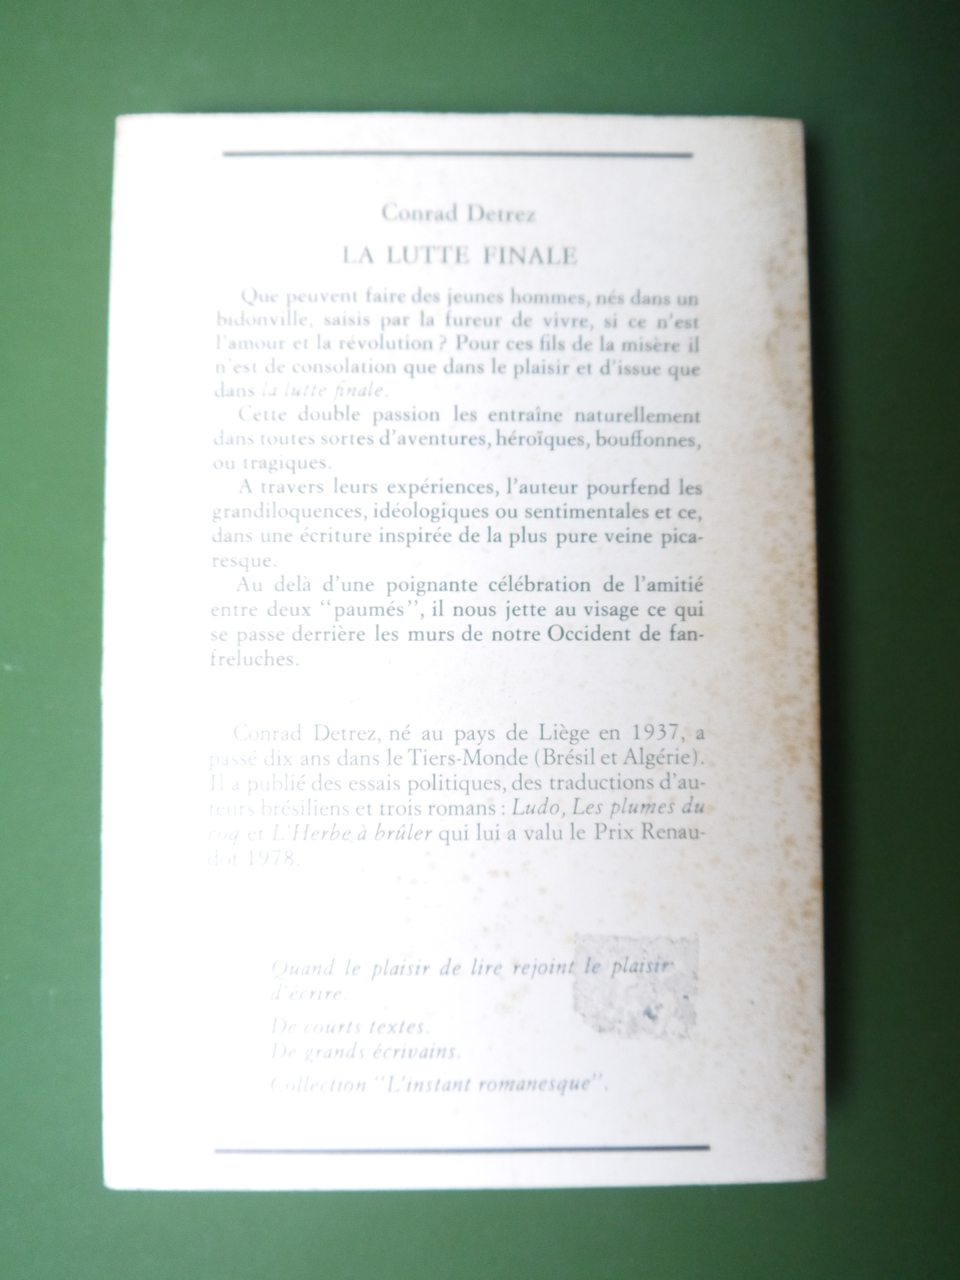 Conrad Detrez
LA LUTTE FINALE
Que peuvent faire des jeunes hommes, nés dans un
bidonville, saisis par la fureur de vivre, si ce n'est
l'amour et la révolution ? Pour ces fils de la misère il
n'est de consolation que dans le plaisir et d'issue que
dans la lutte finale.
Cette double passion les entraîne naturellement
dans toutes sortes d'aventures, héroïques, bouffonnes,
ou tragiques.
A travers leurs expériences, l'auteur pourfend les
grandiloquences, idéologiques ou sentimentales et ce,
dans une écriture inspirée de la plus pure veine pica-
resque.
Au delà d'une poignante célébration de l'amitié
entre deux "paumés", il nous jette au visage ce qui
se passe derrière les murs de notre Occident de fan-
freluches.
Conrad Detrez, né au pays de Liège en 1937, a
passé dix ans dans le Tiers-Monde (Brésil et Algérie).
Il a publié des essais politiques, des traductions d'au-
teurs brésiliens et trois romans : Ludo, Les plumes du
coq et L'Herbe à brûler qui lui a valu le Prix Renau-
dot 1978.
Quand le plaisir de lire rejoint le plaisir
d'écrire.
De courts textes.
De grands écrivains.
Collection "L'instant romanesque".